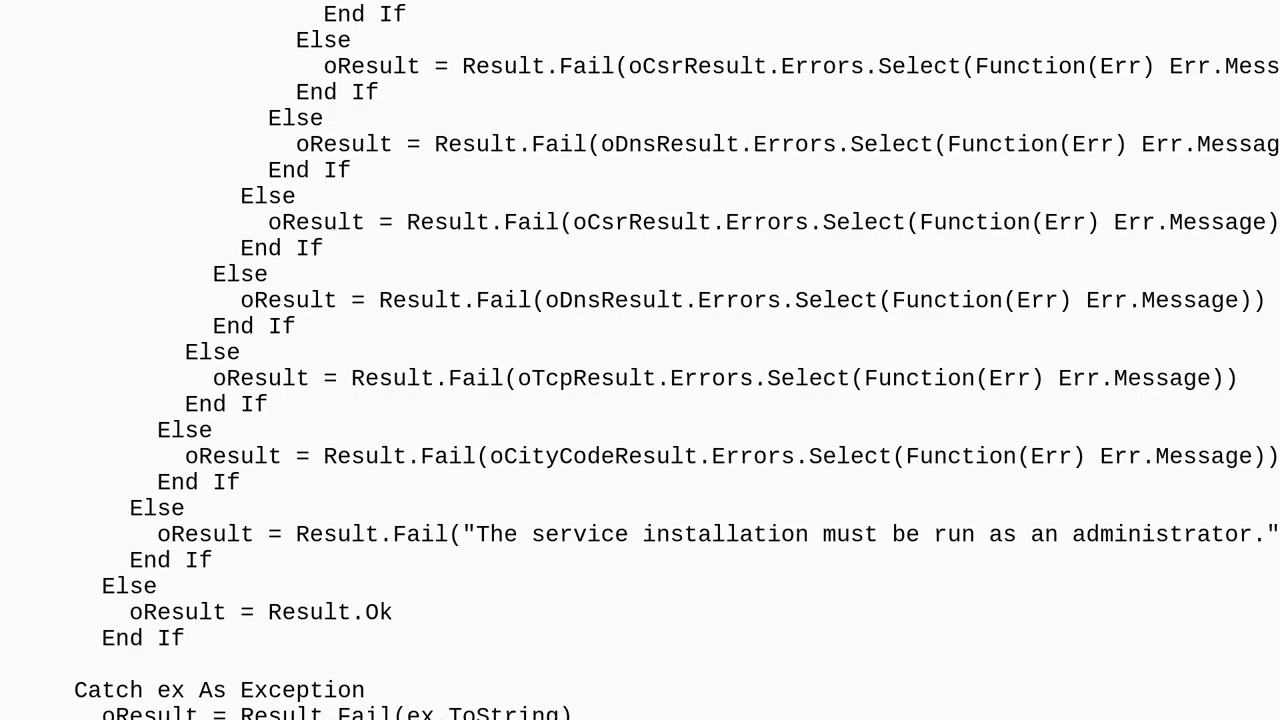 End If
Else
oResult = Result.Fail(oCsrResult.Errors.Select(Function(Err) Err.Mess
End If
Else
oResult = Result.Fail(oDnsResult.Errors.Select(Function(Err) Err.Messag
End If
Else
oResult = Result.Fail(oCsrResult.Errors.Select(Function(Err) Err.Message)
End If
Else
oResult = Result.Fail(oDnsResult.Errors.Select(Function(Err) Err.Message))
End If
Else
oResult = Result.Fail(oTcpResult.Errors.Select(Function(Err) Err.Message))
End If
Else
oResult = Result.Fail(oCityCodeResult.Errors.Select(Function(Err) Err.Message))
End If
Else
oResult = Result.Fail("The service installation must be run as an administrator."
End If
Else
oResult = Result.Ok
End If
Catch ex As Exception
oResult = Result.Fail(ex.ToString)